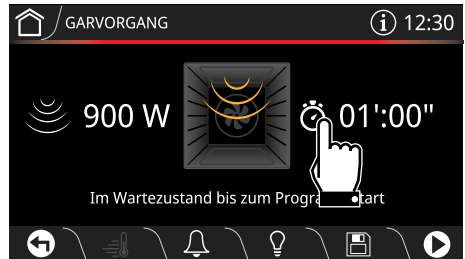 GARVORGANG
i 12:30
900 W 01':00"
Im Wartezustand bis zum